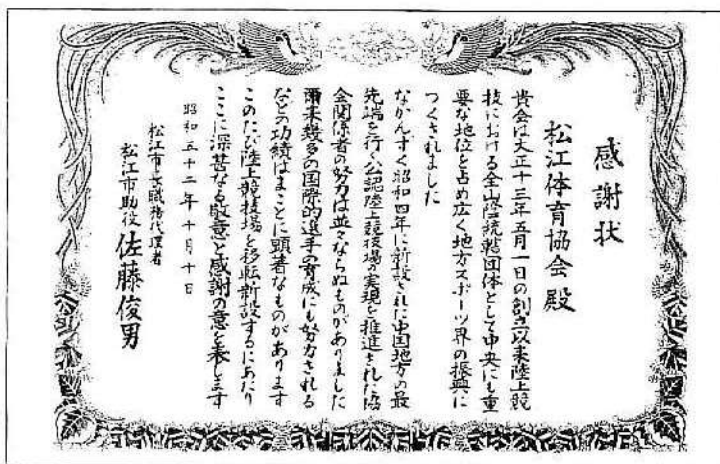 感謝状
松江体育協会殿
貴会は大正十三年五月一日の創立以来陸上競
技における全山陰統轄団体として中央にも重
要な地位を占め広く地方スポーツ界の振興に
つくされました
なかんずく昭和四年に新設された中国地方の最
先端を行く公認陸上競技場の実現を推進された協
会関係者の努力は並々ならぬものがありました
爾来幾多の国際的選手の育成にも努力される
などの功績はまことに顕著なものがあります
このたび陸上競技場を移転新設するにあたり
ここに深甚なる敬意と感謝の意を表します
昭和五十二年十月十日
松江市長職務代理者
松江市助役 佐藤俊男